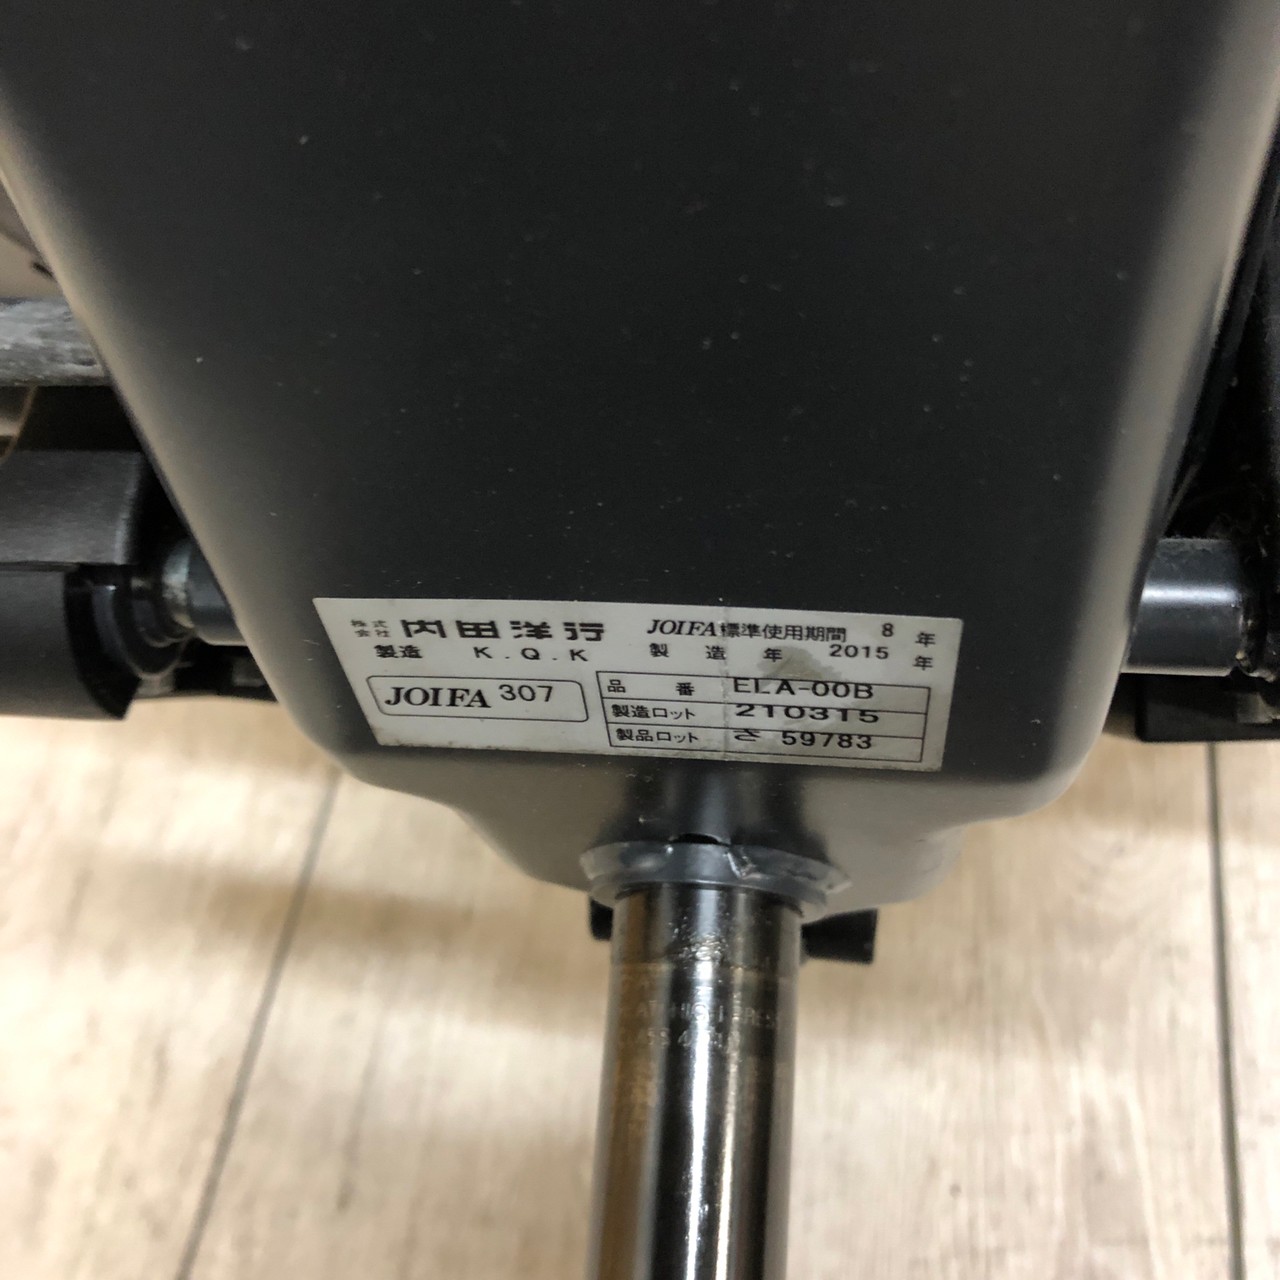 株式会社 内田洋行 JOIFA標準使用期間 8 年
製造 K.Q.K 製造年 2015 年
JOIFA 307
品番 ELA-00B
製造ロット 210315
製品ロット さ 59783